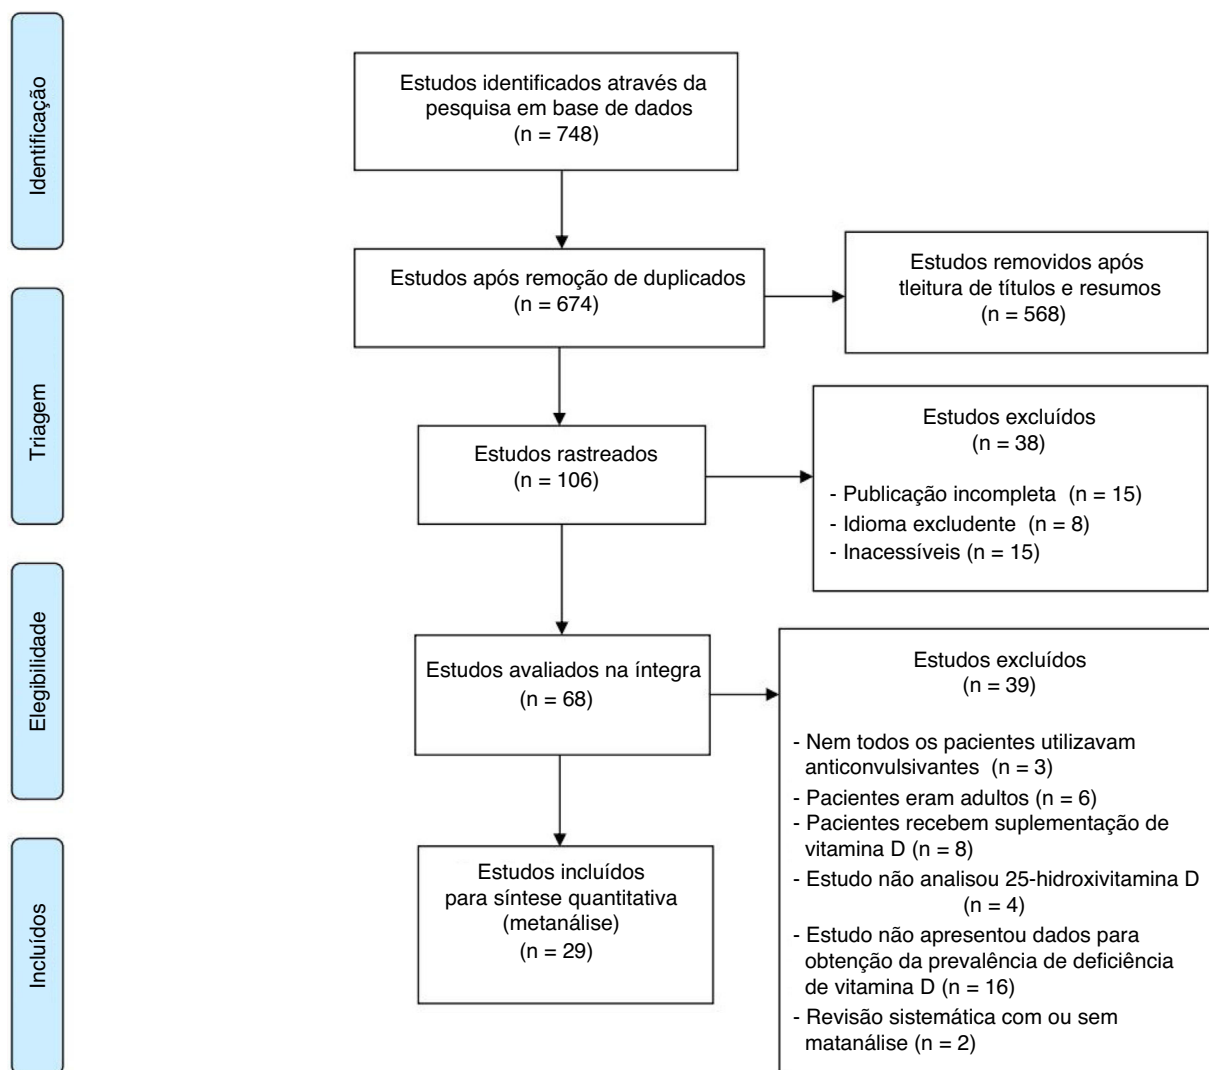 Identificação
Estudos identificados através da
pesquisa em base de dados
(n = 748)
Estudos após remoção de duplicados
(n = 674)
Estudos removidos após
tleitura de títulos e resumos
(n = 568)
Triagem
Estudos rastreados
(n = 106)
Estudos excluídos
(n = 38)
- Publicação incompleta (n = 15)
- Idioma excludente (n = 8)
- Inacessíveis (n = 15)
Elegibilidade
Estudos avaliados na íntegra
(n = 68)
Estudos excluídos
(n = 39)
- Nem todos os pacientes utilizavam
anticonvulsivantes (n = 3)
- Pacientes eram adultos (n = 6)
- Pacientes recebem suplementação de
vitamina D (n = 8)
- Estudo não analisou 25-hidroxivitamina D
(n = 4)
- Estudo não apresentou dados para
obtenção da prevalência de deficiência
de vitamina D (n = 16)
- Revisão sistemática com ou sem
matanálise (n = 2)
Incluídos
Estudos incluídos
para síntese quantitativa
(metanálise)
(n = 29)